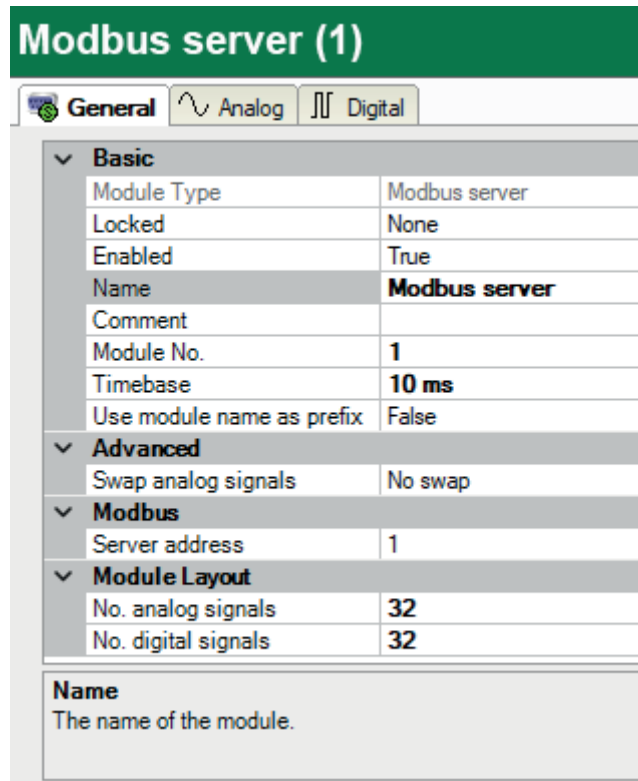 Modbus server (1)
General Analog Digital
Basic
Module Type Modbus server
Locked None
Enabled True
Name Modbus server
Comment
Module No. 1
Timebase 10 ms
Use module name as prefix False
Advanced
Swap analog signals No swap
Modbus
Server address 1
Module Layout
No. analog signals 32
No. digital signals 32
Name
The name of the module.